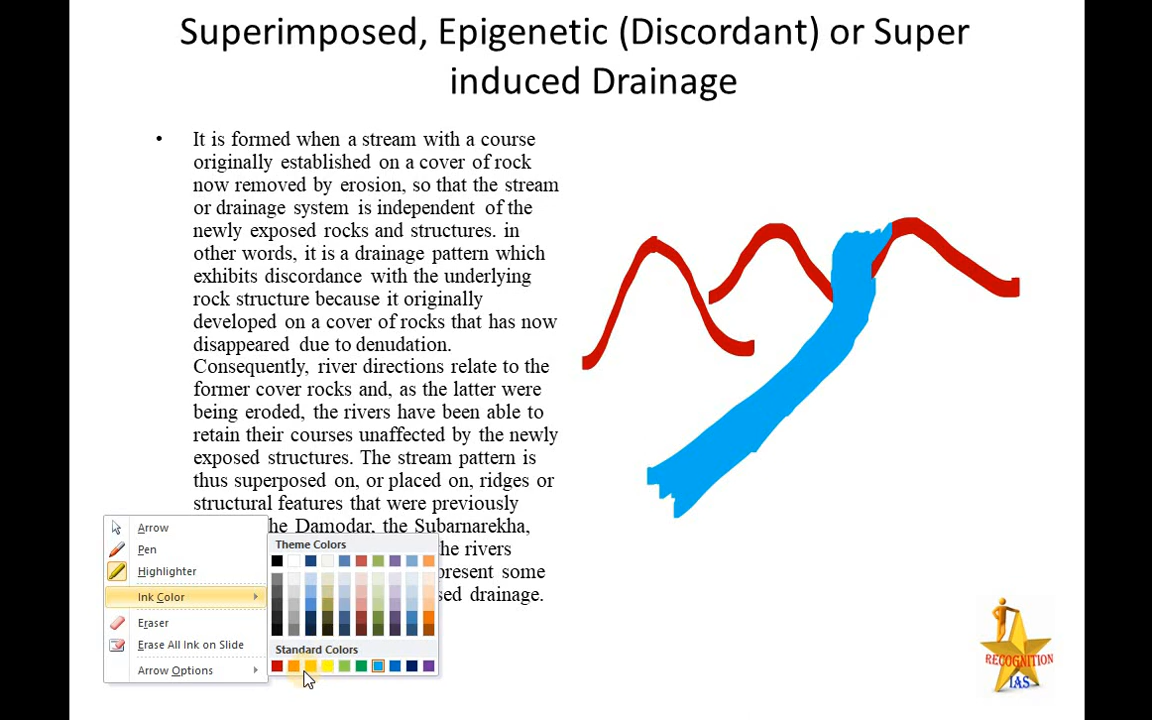 Superimposed, Epigenetic (Discordant) or Super
induced Drainage
• It is formed when a stream with a course
originally established on a cover of rock
now removed by erosion, so that the stream
or drainage system is independent of the
newly exposed rocks and structures. in
other words, it is a drainage pattern which
exhibits discordance with the underlying
rock structure because it originally
developed on a cover of rocks that has now
disappeared due to denudation.
Consequently, river directions relate to the
former cover rocks and, as the latter were
being eroded, the rivers have been able to
retain their courses unaffected by the newly
exposed structures. The stream pattern is
thus superposed on, or placed on, ridges or
structural features that were previously
the Damodar, the Subarnarekha,
rivers
present some
drainage.
Arrow
Pen
Highlighter
Ink Color
Eraser
Erase All Ink on Slide
Arrow Options
Theme Colors
Standard Colors
RECOGNITION
IAS